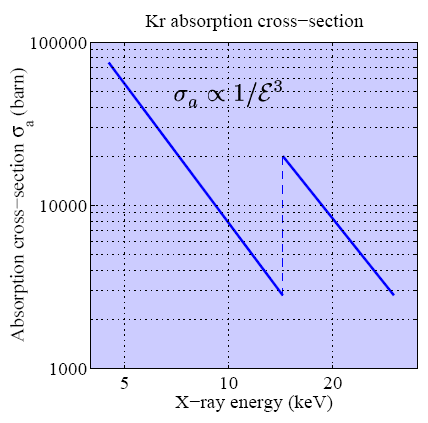 Kr absorption cross−section
100000
10000
1000
Absorption cross−section σₐ (barn)
σₐ ∝ 1/ℰ³
5 10 20
X−ray energy (keV)